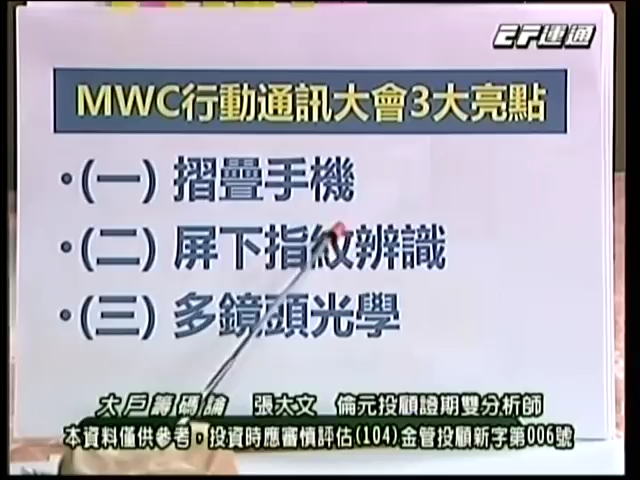 ET運通
MWC行動通訊大會3大亮點
•(一) 摺疊手機
•(二) 屏下指紋辨識
•(三) 多鏡頭光學
大戶籌碼論 張大文 倫元投顧證期雙分析師
本資料僅供參考，投資時應審慎評估(104)金管投顧新字第006號